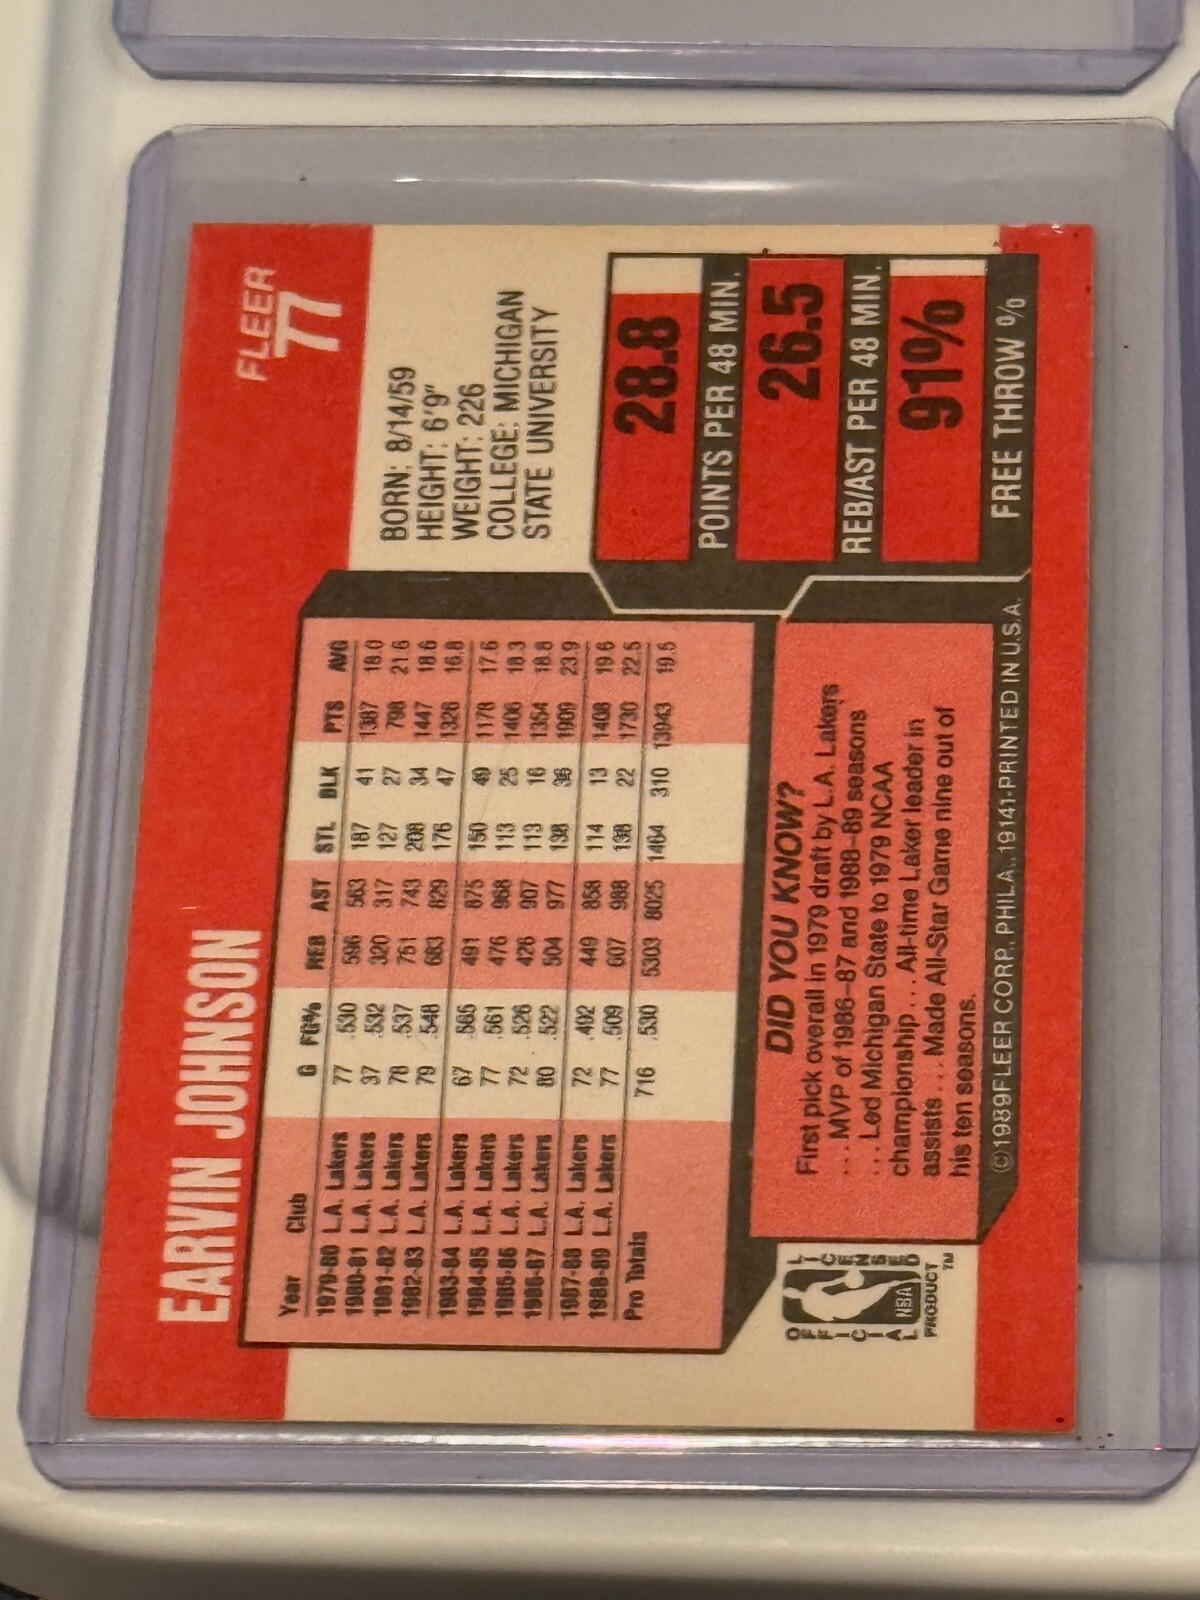 EARVIN JOHNSON
FLEER
77
Year Club G FG% REB AST STL BLK PTS AVG
1979-80 L.A. Lakers 77 .530 596 563 187 41 1387 18.0
1980-81 L.A. Lakers 37 .532 320 317 127 27 798 21.6
1981-82 L.A. Lakers 78 .537 751 743 208 34 1447 18.6
1982-83 L.A. Lakers 79 .548 683 829 176 47 1326 16.8
1983-84 L.A. Lakers 67 .565 491 875 150 49 1178 17.6
1984-85 L.A. Lakers 77 .561 476 968 113 25 1406 18.3
1985-86 L.A. Lakers 72 .526 426 907 113 16 1354 18.8
1986-87 L.A. Lakers 80 .522 504 977 138 36 1909 23.9
1987-88 L.A. Lakers 72 .492 449 858 114 13 1408 19.6
1988-89 L.A. Lakers 77 .509 607 988 138 22 1730 22.5
Pro Totals 716 .530 5303 8025 1464 310 13943 19.5
BORN: 8/14/59
HEIGHT: 6'9"
WEIGHT: 226
COLLEGE: MICHIGAN
STATE UNIVERSITY
28.8
POINTS PER 48 MIN.
26.5
REB/AST PER 48 MIN.
91%
FREE THROW %
DID YOU KNOW?
First pick overall in 1979 draft by L.A. Lakers
... MVP of 1986–87 and 1988–89 seasons
... Led Michigan State to 1979 NCAA
championship ... All-time Laker leader in
assists ... Made All-Star Game nine out of
his ten seasons.
OFFICIAL LICENSED
NBA
PRODUCT TM
©1989 FLEER CORP., PHILA., 19141-PRINTED IN U.S.A.